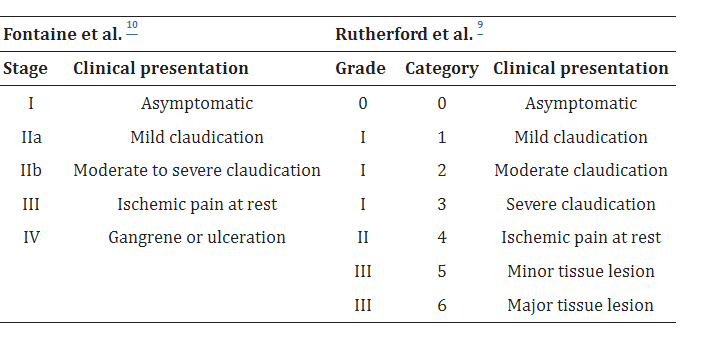 Fontaine et al. 10 Rutherford et al. 9
Stage Clinical presentation Grade Category Clinical presentation
I Asymptomatic 0 0 Asymptomatic
IIa Mild claudication I 1 Mild claudication
IIb Moderate to severe claudication I 2 Moderate claudication
III Ischemic pain at rest I 3 Severe claudication
IV Gangrene or ulceration II 4 Ischemic pain at rest
III 5 Minor tissue lesion
III 6 Major tissue lesion